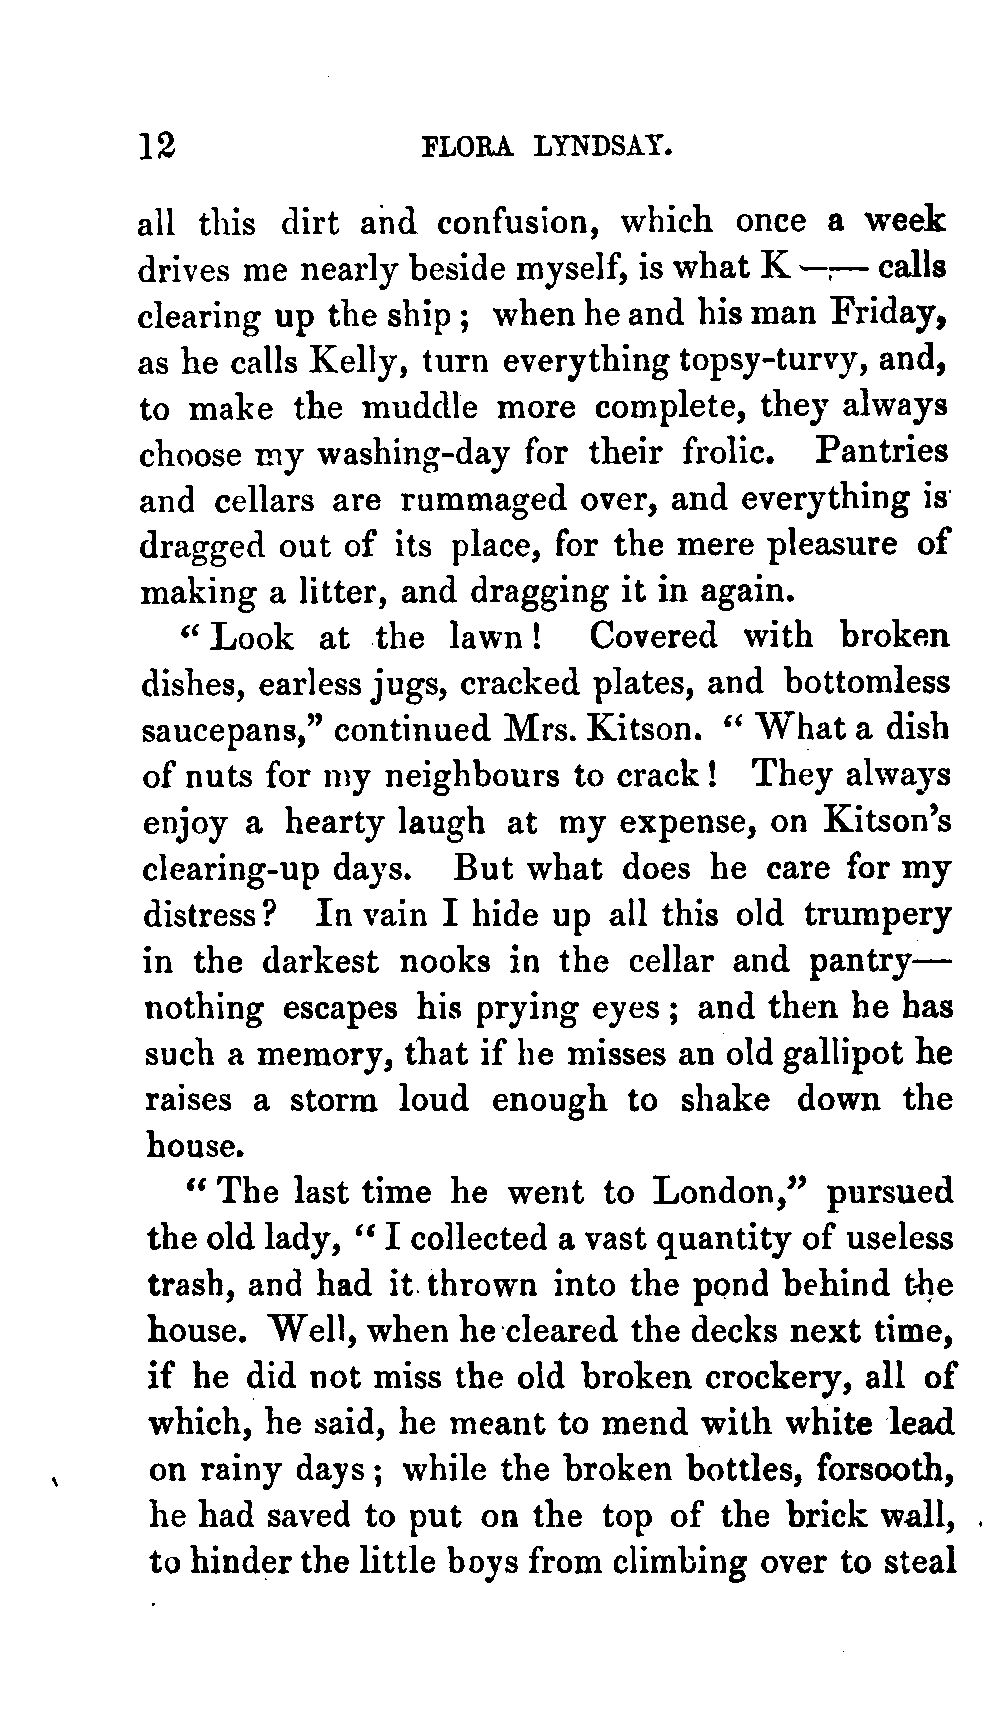 12 FLORA LYNDSAY.
all this dirt and confusion, which once a week
drives me nearly beside myself, is what K —— calls
clearing up the ship ; when he and his man Friday,
as he calls Kelly, turn everything topsy-turvy, and,
to make the muddle more complete, they always
choose my washing-day for their frolic. Pantries
and cellars are rummaged over, and everything is
dragged out of its place, for the mere pleasure of
making a litter, and dragging it in again.
“ Look at the lawn ! Covered with broken
dishes, earless jugs, cracked plates, and bottomless
saucepans,” continued Mrs. Kitson. “ What a dish
of nuts for my neighbours to crack ! They always
enjoy a hearty laugh at my expense, on Kitson’s
clearing-up days. But what does he care for my
distress ? In vain I hide up all this old trumpery
in the darkest nooks in the cellar and pantry—
nothing escapes his prying eyes ; and then he has
such a memory, that if he misses an old gallipot he
raises a storm loud enough to shake down the
house.
“ The last time he went to London,” pursued
the old lady, “ I collected a vast quantity of useless
trash, and had it thrown into the pond behind the
house. Well, when he cleared the decks next time,
if he did not miss the old broken crockery, all of
which, he said, he meant to mend with white lead
on rainy days ; while the broken bottles, forsooth,
he had saved to put on the top of the brick wall,
to hinder the little boys from climbing over to steal